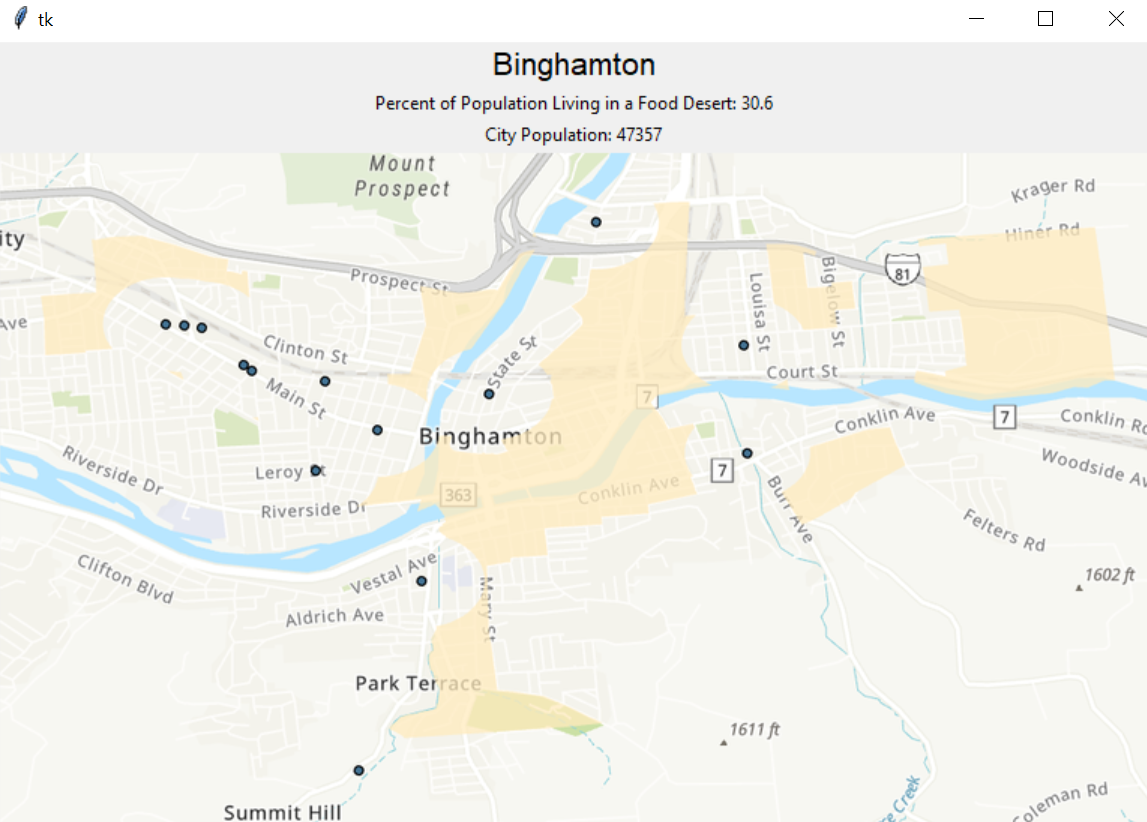 tk
Binghamton
Percent of Population Living in a Food Desert: 30.6
City Population: 47357
Mount
Prospect
Krager Rd
Hiner Rd
ity
81
Prospect St
Louisa St
Bigelow St
Ave
Clinton St
State St
Court St
Main St
7
Conklin Ave
7
Conklin Rd
Binghamton
Woodside Av
Riverside Dr
Leroy St
7
363
Conklin Ave
Riverside Dr
Burr Ave
Felters Rd
Vestal Ave
Clifton Blvd
Mary St
1602 ft
Aldrich Ave
Park Terrace
1611 ft
Coleman Rd
re Creek
Summit Hill